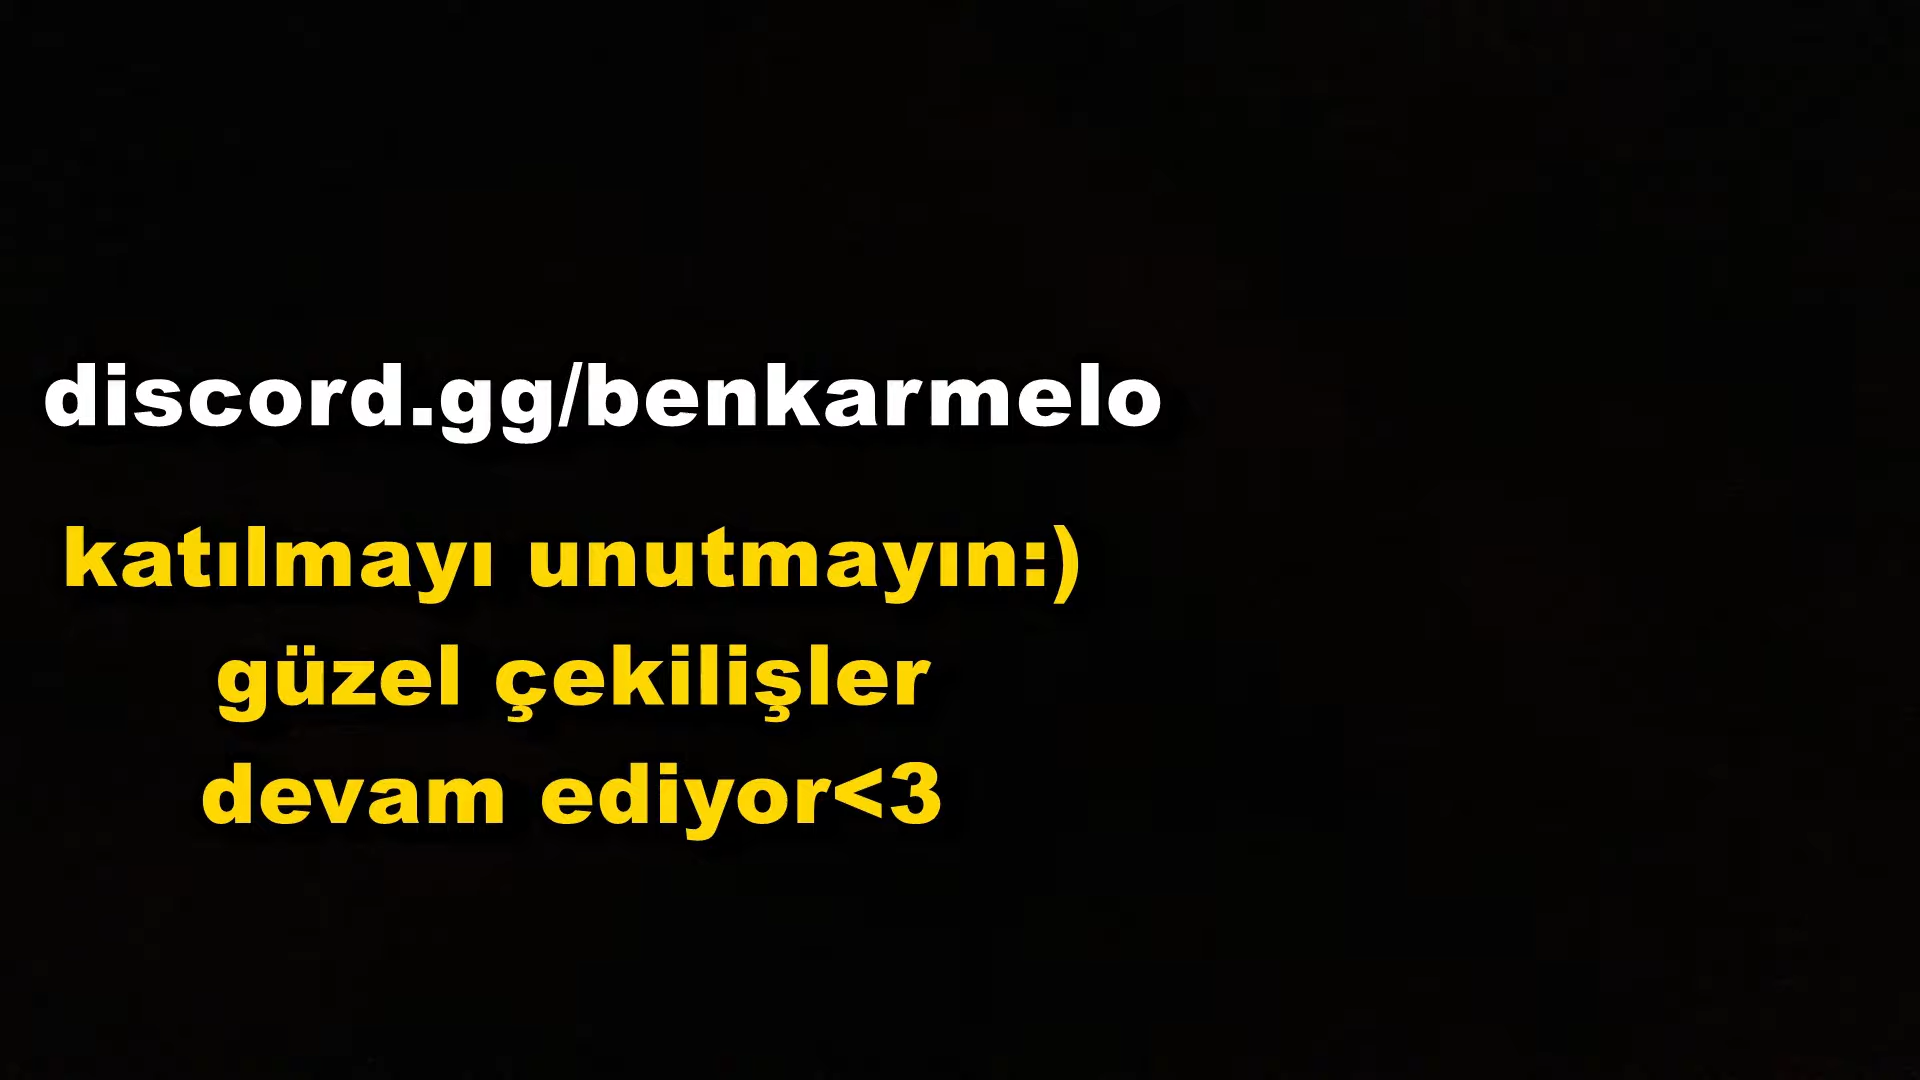 discord.gg/benkarmelo
katılmayı unutmayın:)
güzel çekilişler
devam ediyor<3